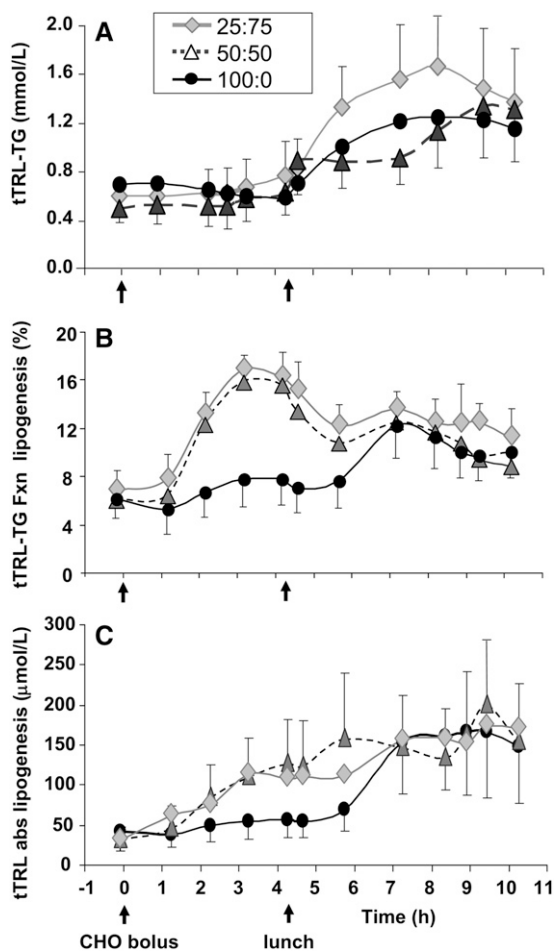 A
25:75
50:50
100:0
tTRL-TG (mmol/L)
2.0
1.6
1.2
0.8
0.4
0.0
B
tTRL-TG Fxn lipogenesis (%)
20
16
12
8
4
0
C
tTRL abs lipogenesis (μmol/L)
300
250
200
150
100
50
0
-1 0 1 2 3 4 5 6 7 8 9 10 11
Time (h)
CHO bolus
lunch